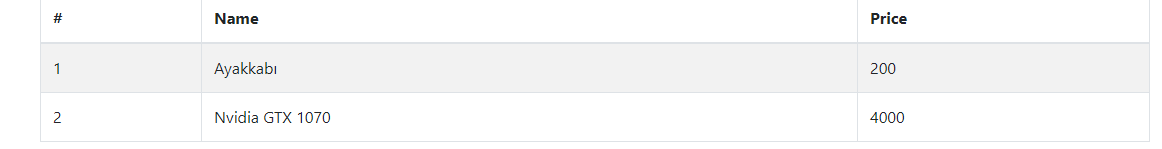 # Name Price
1 Ayakkabı 200
2 Nvidia GTX 1070 4000